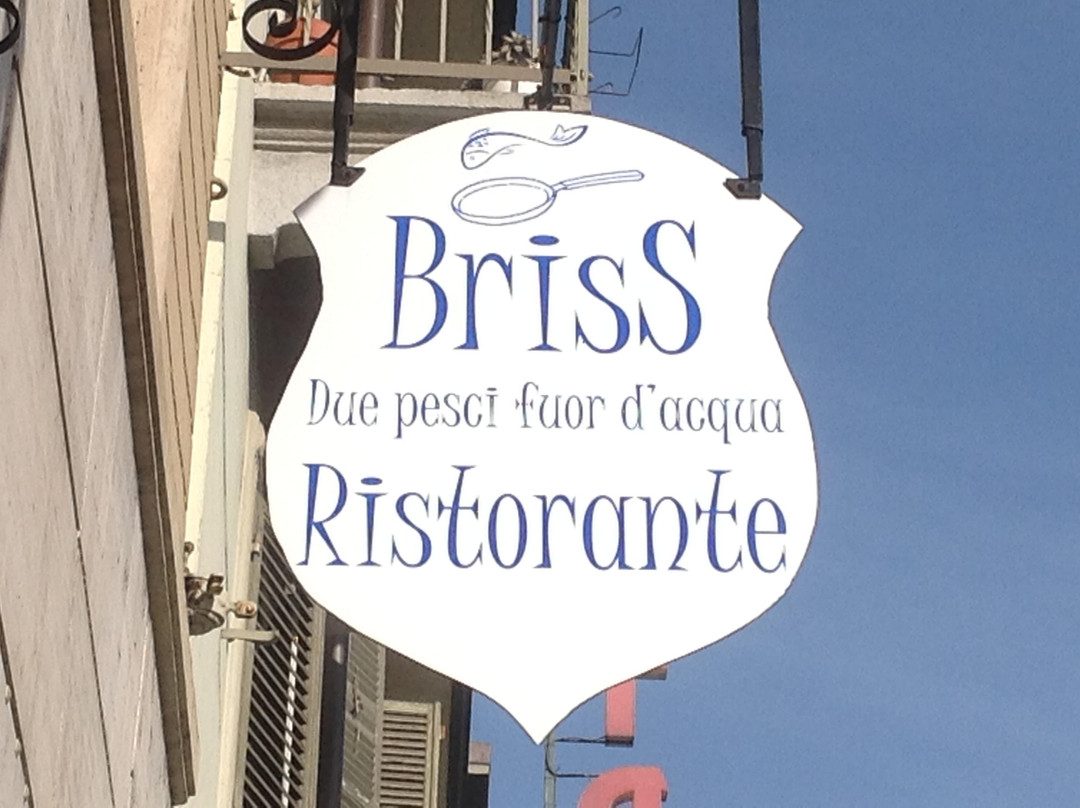 BrisS
Due pesci fuor d'acqua
Ristorante